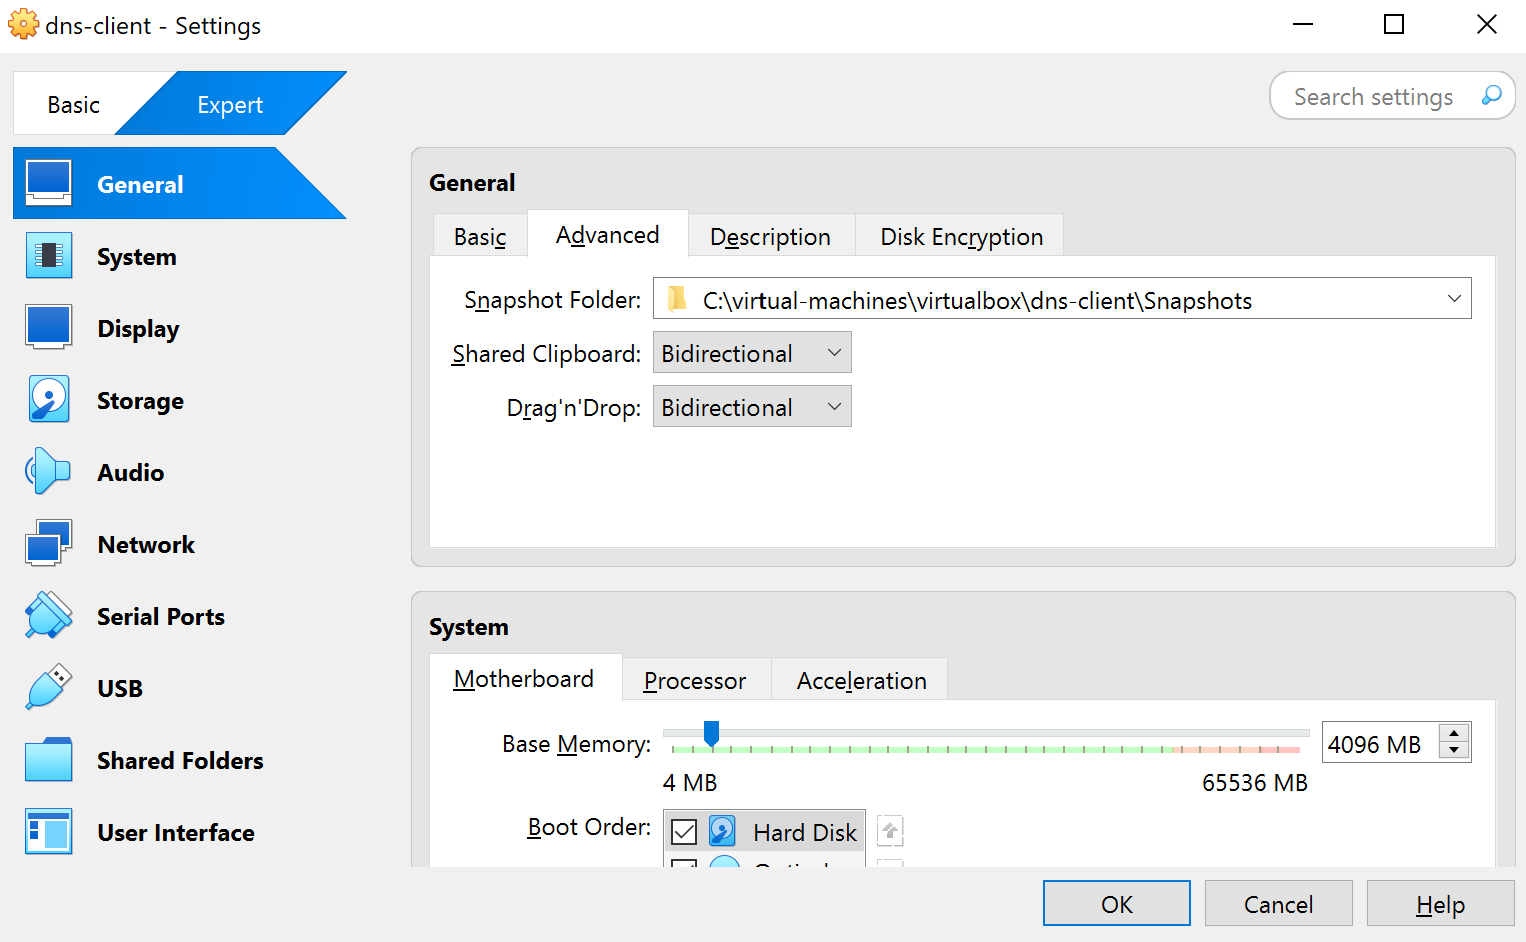 dns-client - Settings
Basic
Expert
Search settings
General
System
Display
Storage
Audio
Network
Serial Ports
USB
Shared Folders
User Interface
General
Basic
Advanced
Description
Disk Encryption
Snapshot Folder:
C:\virtual-machines\virtualbox\dns-client\Snapshots
Shared Clipboard:
Bidirectional
Drag'n'Drop:
Bidirectional
System
Motherboard
Processor
Acceleration
Base Memory:
4096 MB
4 MB
65536 MB
Boot Order:
Hard Disk
OK
Cancel
Help